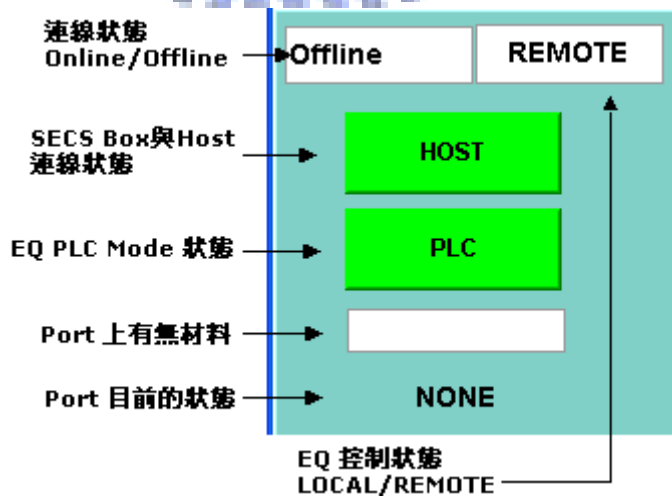 連線狀態
Online/Offline
Offline
REMOTE
SECS Box與Host
連線狀態
HOST
EQ PLC Mode 狀態
PLC
Port 上有無材料
Port 目前的狀態
NONE
EQ 控制狀態
LOCAL/REMOTE